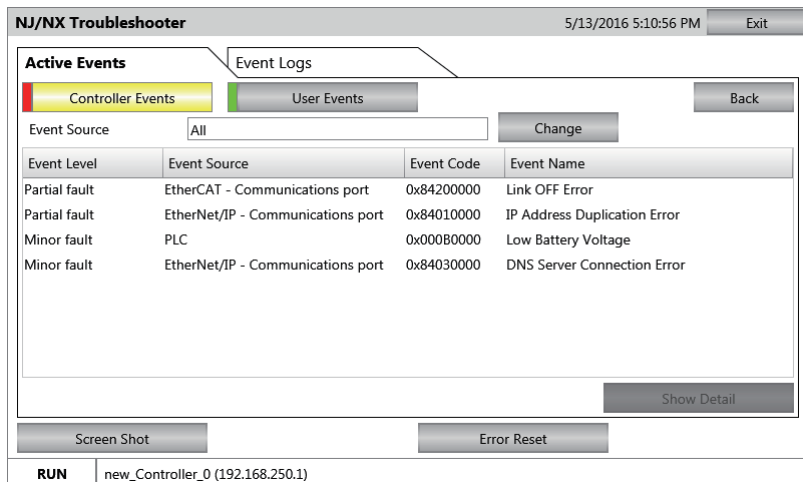 NJ/NX Troubleshooter 5/13/2016 5:10:56 PM Exit
Active Events Event Logs
Controller Events User Events Back
Event Source All Change
Event Level Event Source Event Code Event Name
Partial fault EtherCAT - Communications port 0x84200000 Link OFF Error
Partial fault EtherNet/IP - Communications port 0x84010000 IP Address Duplication Error
Minor fault PLC 0x000B0000 Low Battery Voltage
Minor fault EtherNet/IP - Communications port 0x84030000 DNS Server Connection Error
Show Detail
Screen Shot Error Reset
RUN new_Controller_0 (192.168.250.1)